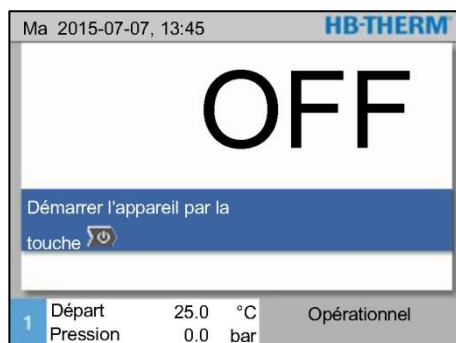 Ma 2015-07-07, 13:45 HB-THERM
OFF
Démarrer l'appareil par la
touche
1 Départ 25.0 °C Opérationnel
Pression 0.0 bar